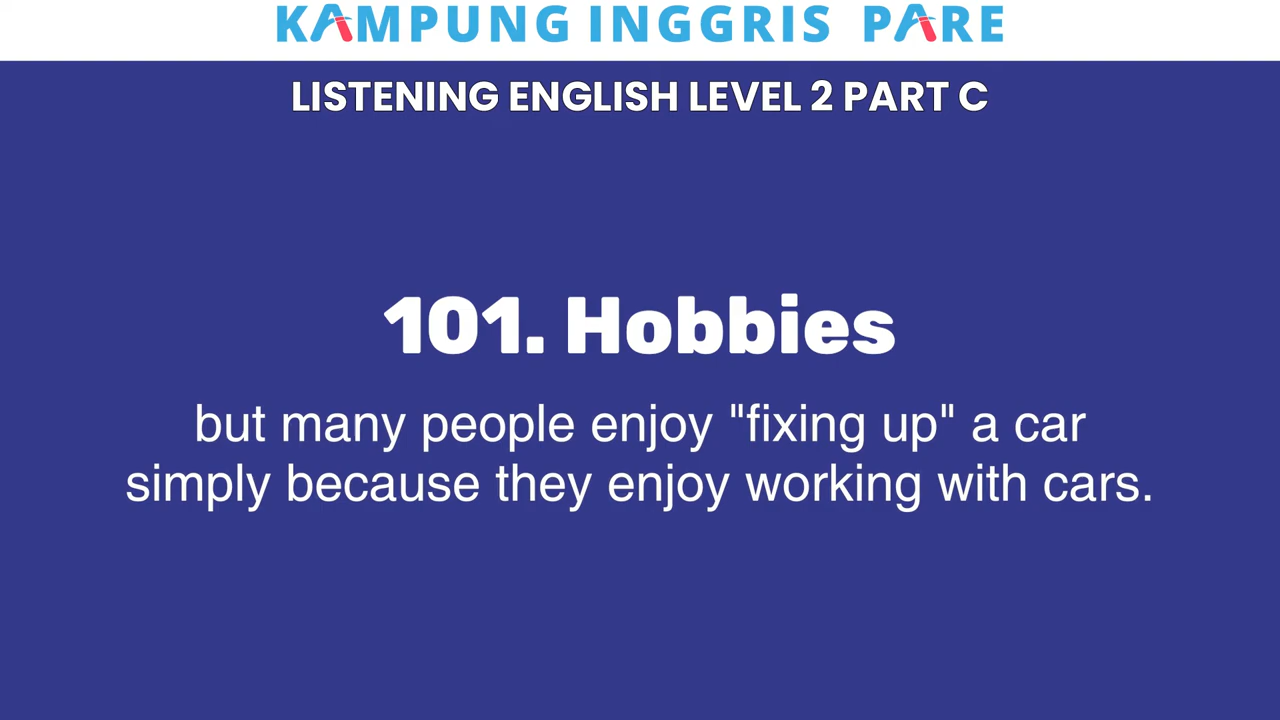 KAMPUNG INGGRIS PARE
LISTENING ENGLISH LEVEL 2 PART C
101. Hobbies
but many people enjoy "fixing up" a car
simply because they enjoy working with cars.